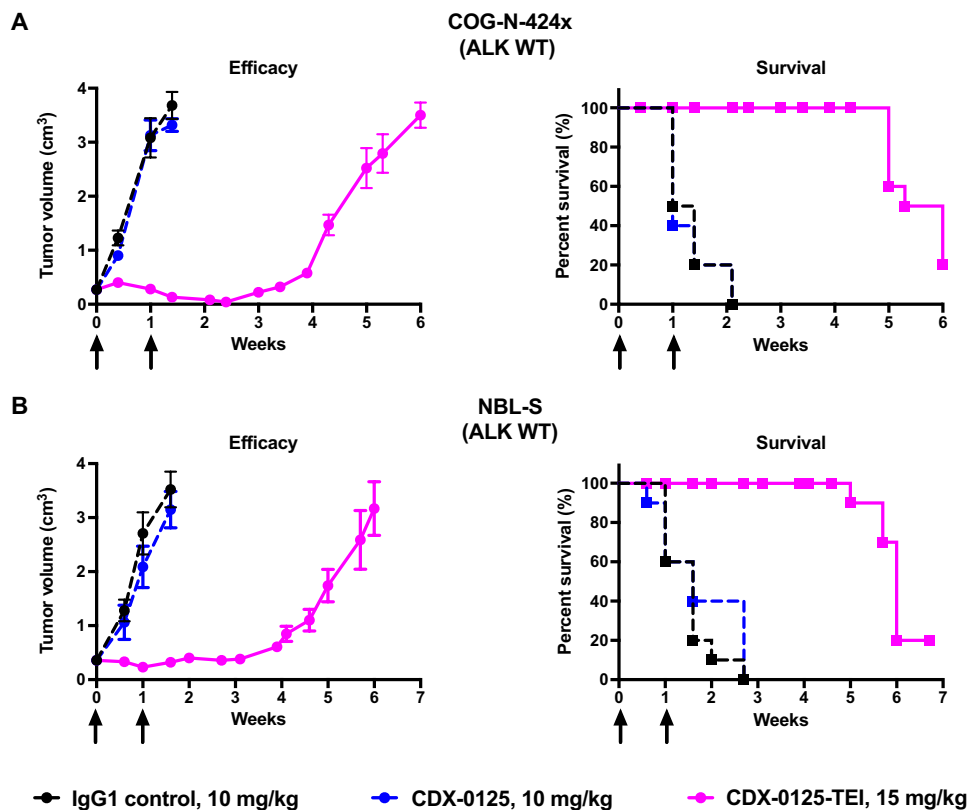 A
COG-N-424x
(ALK WT)
Efficacy
Survival
Tumor volume (cm³)
4
3
2
1
0
0 1 2 3 4 5 6
Weeks
Percent survival (%)
100
80
60
40
20
0
0 1 2 3 4 5 6
Weeks
B
NBL-S
(ALK WT)
Efficacy
Survival
Tumor volume (cm³)
4
3
2
1
0
0 1 2 3 4 5 6 7
Weeks
Percent survival (%)
100
80
60
40
20
0
0 1 2 3 4 5 6 7
Weeks
IgG1 control, 10 mg/kg
CDX-0125, 10 mg/kg
CDX-0125-TEI, 15 mg/kg